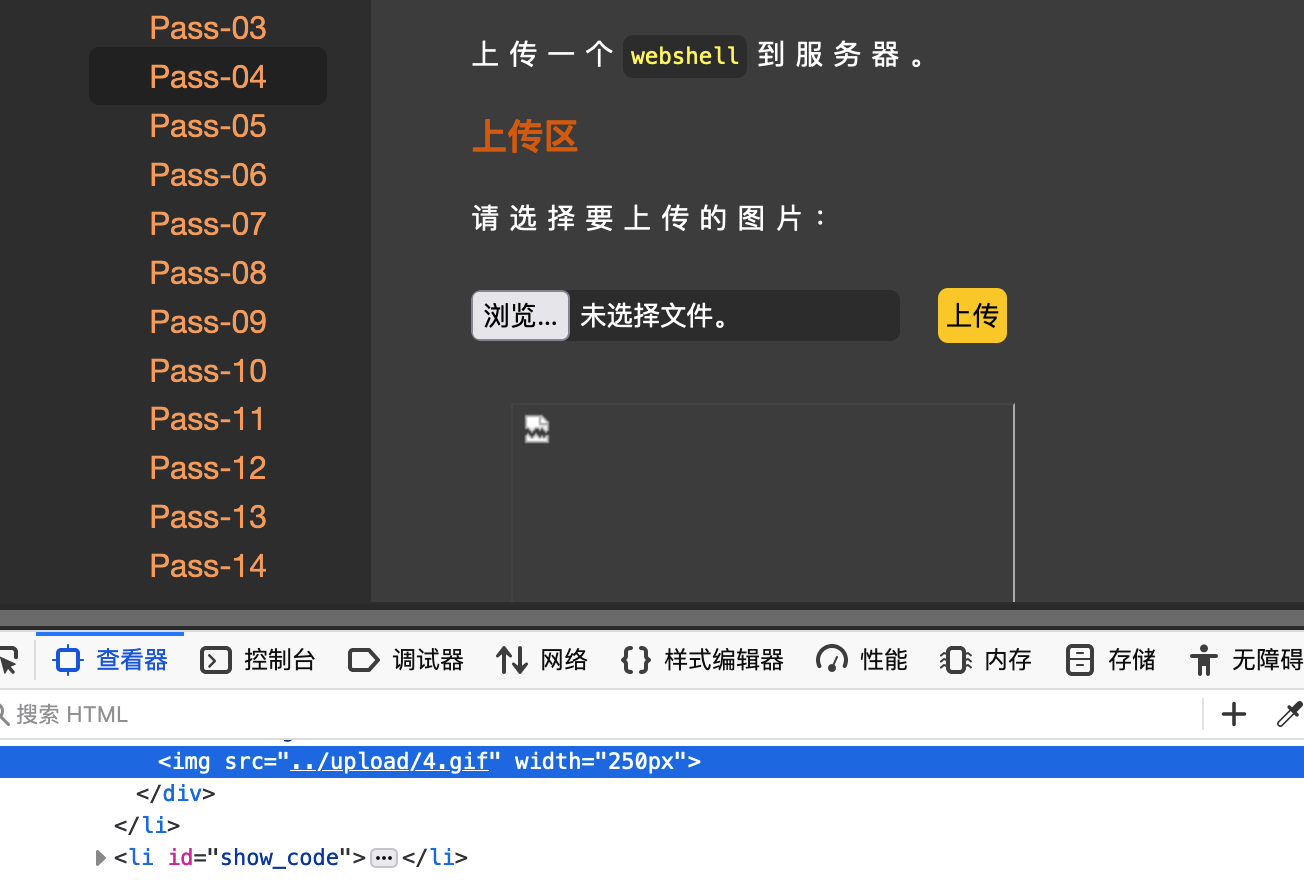 Pass-03
Pass-04
Pass-05
Pass-06
Pass-07
Pass-08
Pass-09
Pass-10
Pass-11
Pass-12
Pass-13
Pass-14
上传一个 webshell 到服务器。
上传区
请选择要上传的图片：
浏览... 未选择文件。 上传
查看器 控制台 调试器 网络 样式编辑器 性能 内存 存储 无障碍
搜索 HTML
<img src="../upload/4.gif" width="250px">
</div>
</li>
<li id="show_code">...</li>